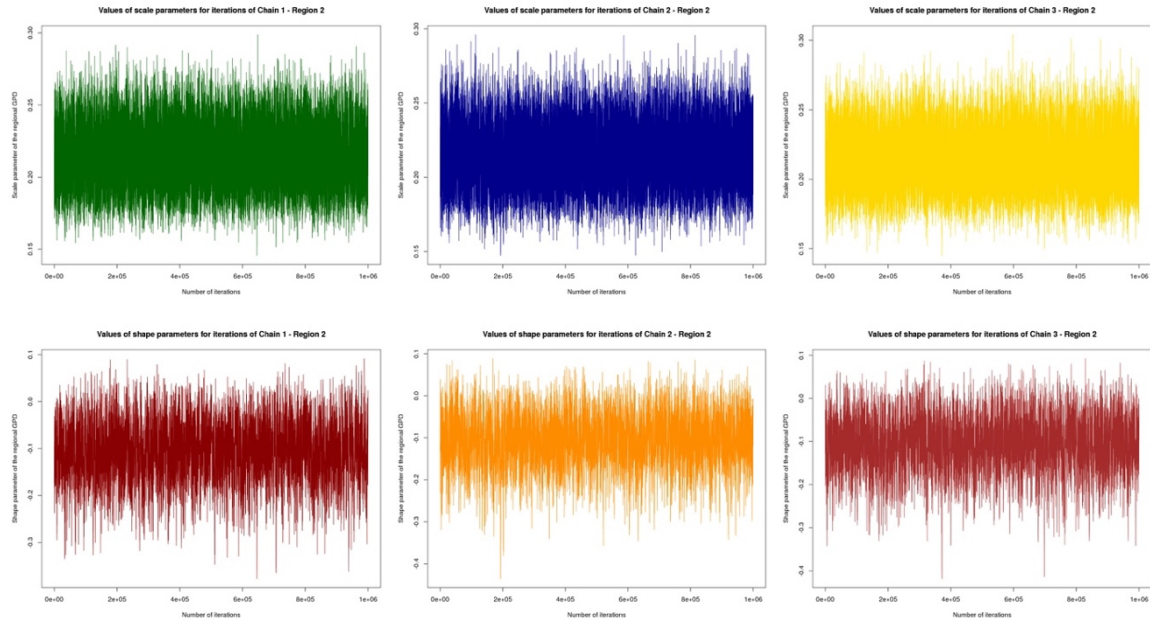 Values of scale parameters for iterations of Chain 1 - Region 2
Scale parameter of the regional GPD
0.30
0.25
0.20
0.15
0e+00 2e+05 4e+05 6e+05 8e+05 1e+06
Number of iterations
Values of scale parameters for iterations of Chain 2 - Region 2
Scale parameter of the regional GPD
0.30
0.25
0.20
0.15
0e+00 2e+05 4e+05 6e+05 8e+05 1e+06
Number of iterations
Values of scale parameters for iterations of Chain 3 - Region 2
Scale parameter of the regional GPD
0.30
0.25
0.20
0.15
0e+00 2e+05 4e+05 6e+05 8e+05 1e+06
Number of iterations
Values of shape parameters for iterations of Chain 1 - Region 2
Shape parameter of the regional GPD
0.1
0.0
-0.1
-0.2
-0.3
0e+00 2e+05 4e+05 6e+05 8e+05 1e+06
Number of iterations
Values of shape parameters for iterations of Chain 2 - Region 2
Shape parameter of the regional GPD
0.1
0.0
-0.1
-0.2
-0.3
-0.4
0e+00 2e+05 4e+05 6e+05 8e+05 1e+06
Number of iterations
Values of shape parameters for iterations of Chain 3 - Region 2
Shape parameter of the regional GPD
0.1
0.0
-0.1
-0.2
-0.3
-0.4
0e+00 2e+05 4e+05 6e+05 8e+05 1e+06
Number of iterations